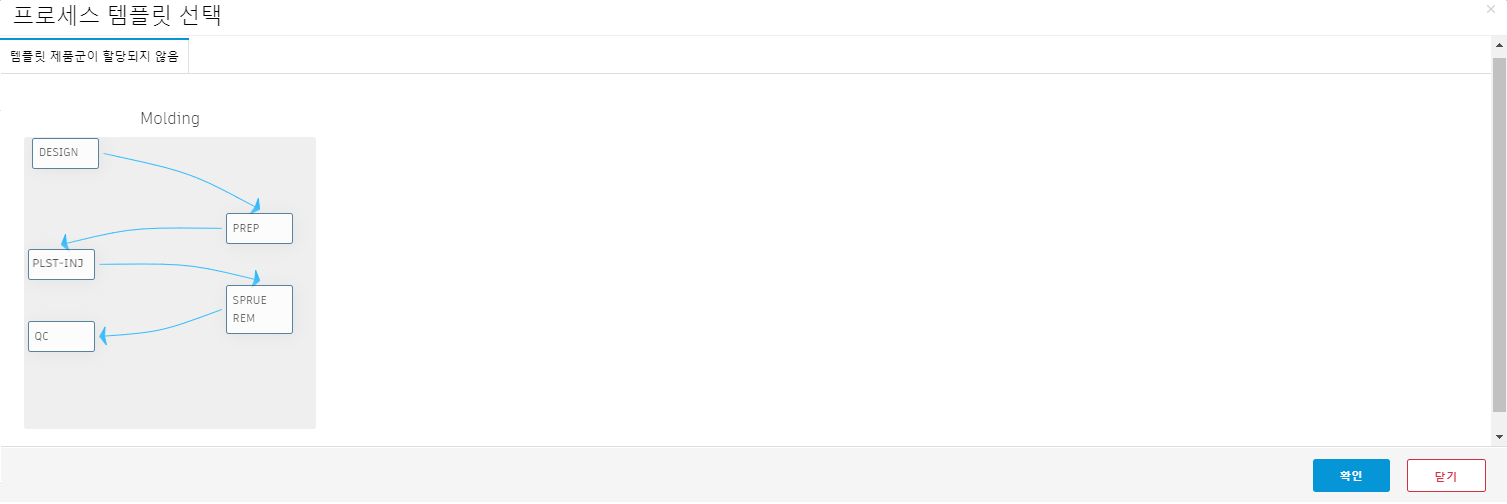 프로세스 템플릿 선택
×
템플릿 제품군이 할당되지 않음
Molding
DESIGN
PREP
PLST-INJ
SPRUE
REM
QC
확인
닫기